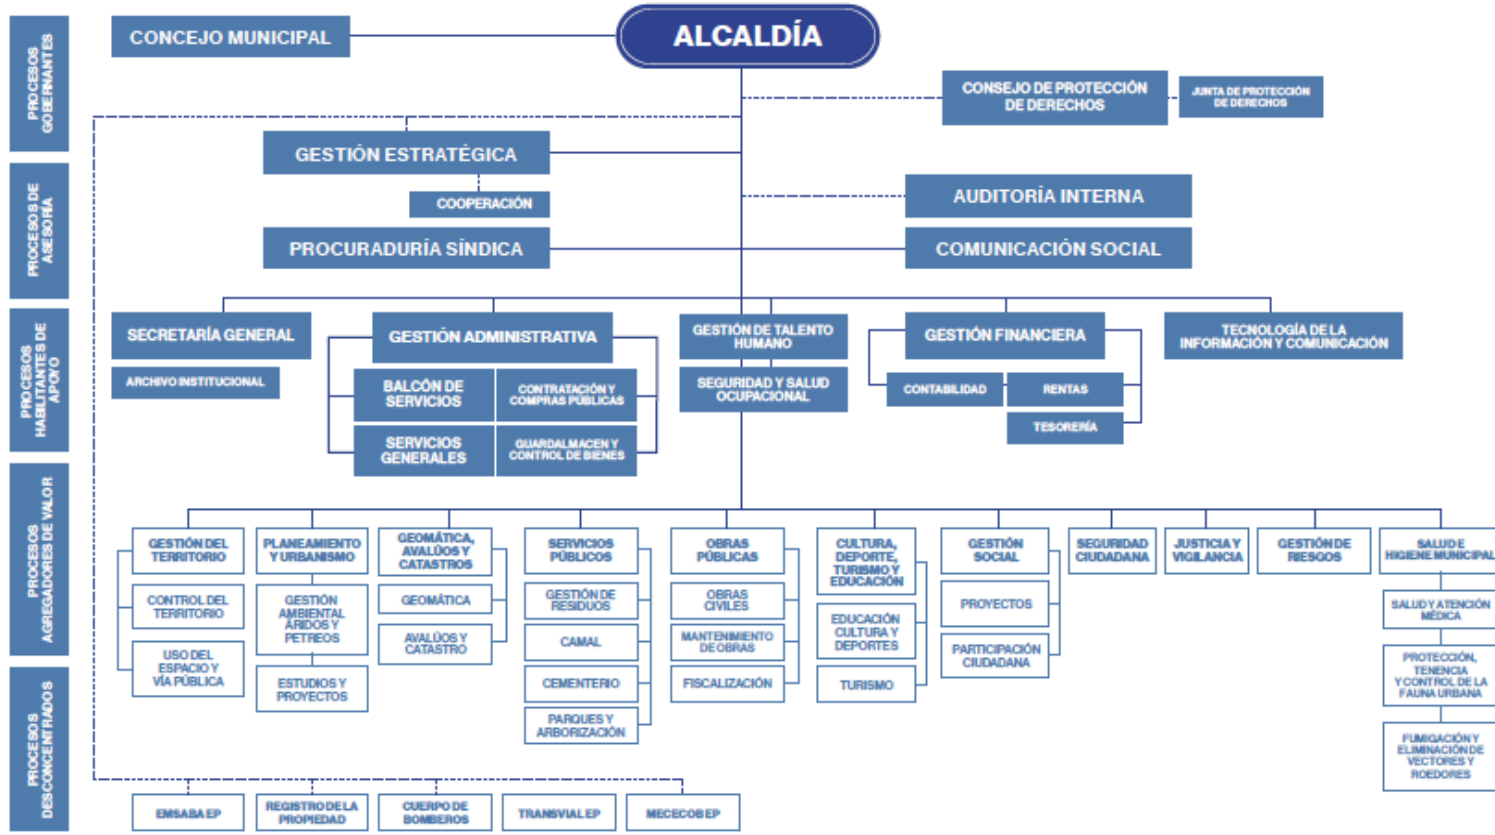 PROCESOS
GOBERNANTES
CONCEJO MUNICIPAL
ALCALDÍA
CONSEJO DE PROTECCIÓN
DE DERECHOS
JUNTA DE PROTECCIÓN
DE DERECHOS
GESTIÓN ESTRATÉGICA
PROCESOS DE
ASESORÍA
COOPERACIÓN
AUDITORÍA INTERNA
PROCURADURÍA SÍNDICA
COMUNICACIÓN SOCIAL
PROCESOS
HABILITANTES DE
APOYO
SECRETARÍA GENERAL
ARCHIVO INSTITUCIONAL
GESTIÓN ADMINISTRATIVA
BALCÓN DE
SERVICIOS
CONTRATACIÓN Y
COMPRAS PÚBLICAS
SERVICIOS
GENERALES
GUARDALMACEN Y
CONTROL DE BIENES
GESTIÓN DE TALENTO
HUMANO
SEGURIDAD Y SALUD
OCUPACIONAL
GESTIÓN FINANCIERA
CONTABILIDAD
RENTAS
TESORERÍA
TECNOLOGÍA DE LA
INFORMACIÓN Y COMUNICACIÓN
PROCESOS
AGREGADORES DE VALOR
GESTIÓN DEL
TERRITORIO
CONTROL DEL
TERRITORIO
USO DEL
ESPACIO Y
VÍA PÚBLICA
PLANEAMIENTO
Y URBANISMO
GESTIÓN
AMBIENTAL
ÁRIDOS Y
PETREOS
ESTUDIOS Y
PROYECTOS
GEOMÁTICA,
AVALÚOS Y
CATASTROS
GEOMÁTICA
AVALÚOS Y
CATASTRO
SERVICIOS
PÚBLICOS
GESTIÓN DE
RESIDUOS
CAMAL
CEMENTERIO
PARQUES Y
ARBORIZACIÓN
OBRAS
PÚBLICAS
OBRAS
CIVILES
MANTENIMIENTO
DE OBRAS
FISCALIZACIÓN
CULTURA,
DEPORTE,
TURISMO Y
EDUCACIÓN
EDUCACIÓN
CULTURA Y
DEPORTES
TURISMO
GESTIÓN
SOCIAL
PROYECTOS
PARTICIPACIÓN
CIUDADANA
SEGURIDAD
CIUDADANA
JUSTICIA Y
VIGILANCIA
GESTIÓN DE
RIESGOS
SALUD E
HIGIENE MUNICIPAL
SALUD Y ATENCIÓN
MÉDICA
PROTECCIÓN,
TENENCIA
Y CONTROL DE LA
FAUNA URBANA
FUMIGACIÓN Y
ELIMINACIÓN DE
VECTORES Y
ROEDORES
PROCESOS
DESCONCENTRADOS
EMSABA EP
REGISTRO DE LA
PROPIEDAD
CUERPO DE
BOMBEROS
TRANSVIAL EP
MECECOB EP